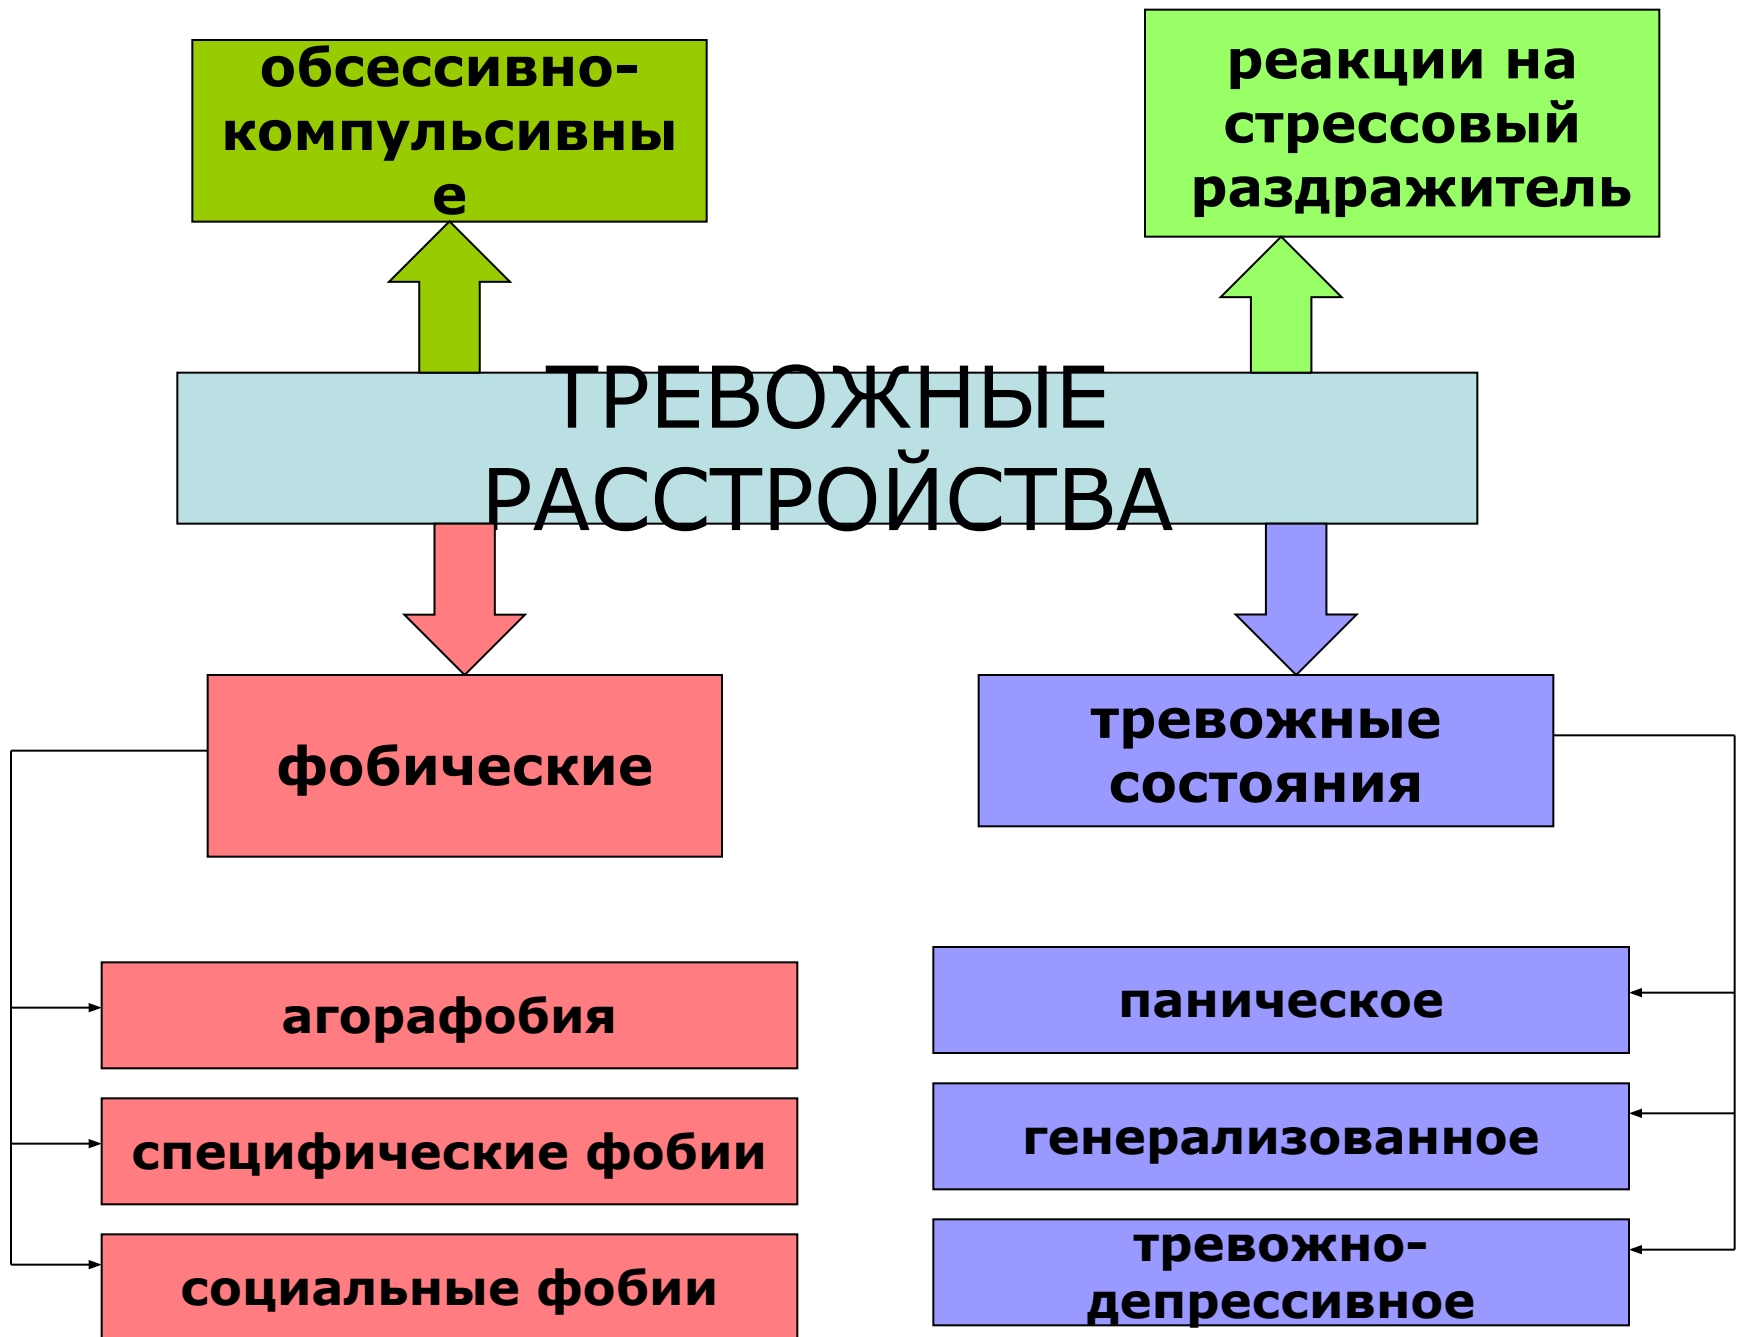 обсессивно-
компульсивны
е
реакции на
стрессовый
раздражитель
ТРЕВОЖНЫЕ
РАССТРОЙСТВА
фобические
тревожные
состояния
агорафобия
специфические фобии
социальные фобии
паническое
генерализованное
тревожно-
депрессивное